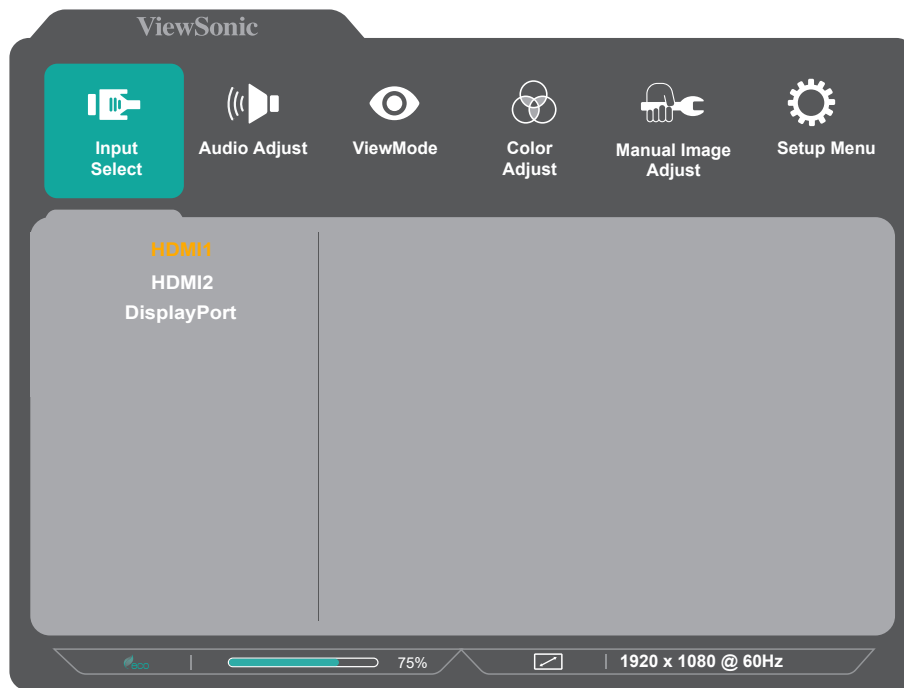 ViewSonic
Input
Select
Audio Adjust
ViewMode
Color
Adjust
Manual Image
Adjust
Setup Menu
HDMI1
HDMI2
DisplayPort
ECO
75%
1920 x 1080 @ 60Hz